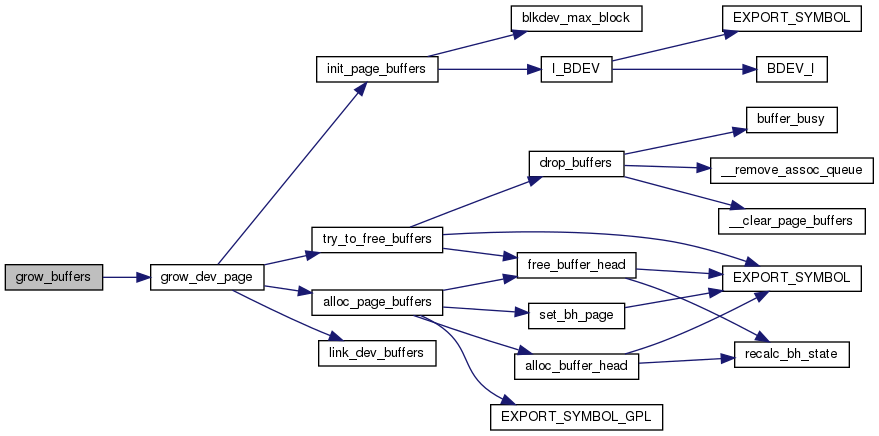 blkdev_max_block
EXPORT_SYMBOL
init_page_buffers
I_BDEV
BDEV_I
buffer_busy
drop_buffers
__remove_assoc_queue
__clear_page_buffers
try_to_free_buffers
free_buffer_head
grow_buffers
grow_dev_page
EXPORT_SYMBOL
alloc_page_buffers
set_bh_page
link_dev_buffers
recalc_bh_state
alloc_buffer_head
EXPORT_SYMBOL_GPL